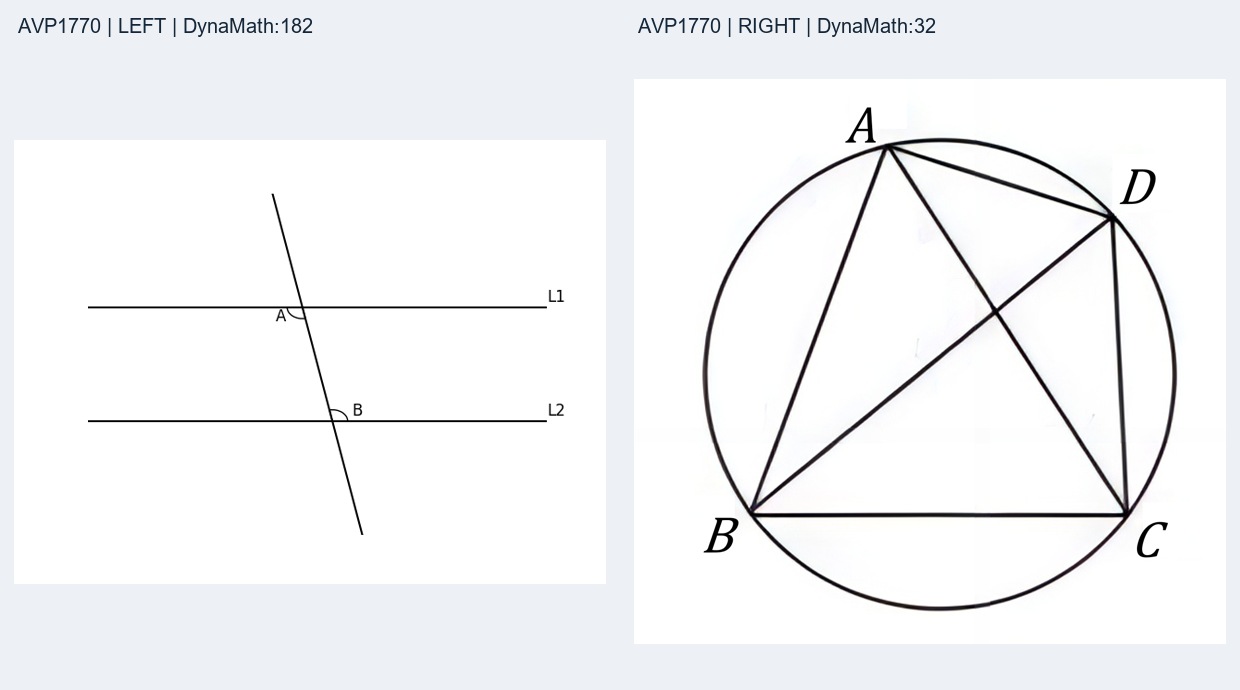 AVP1770 | LEFT | DynaMath:182
L1
A
B
L2
AVP1770 | RIGHT | DynaMath:32
A
D
B
C